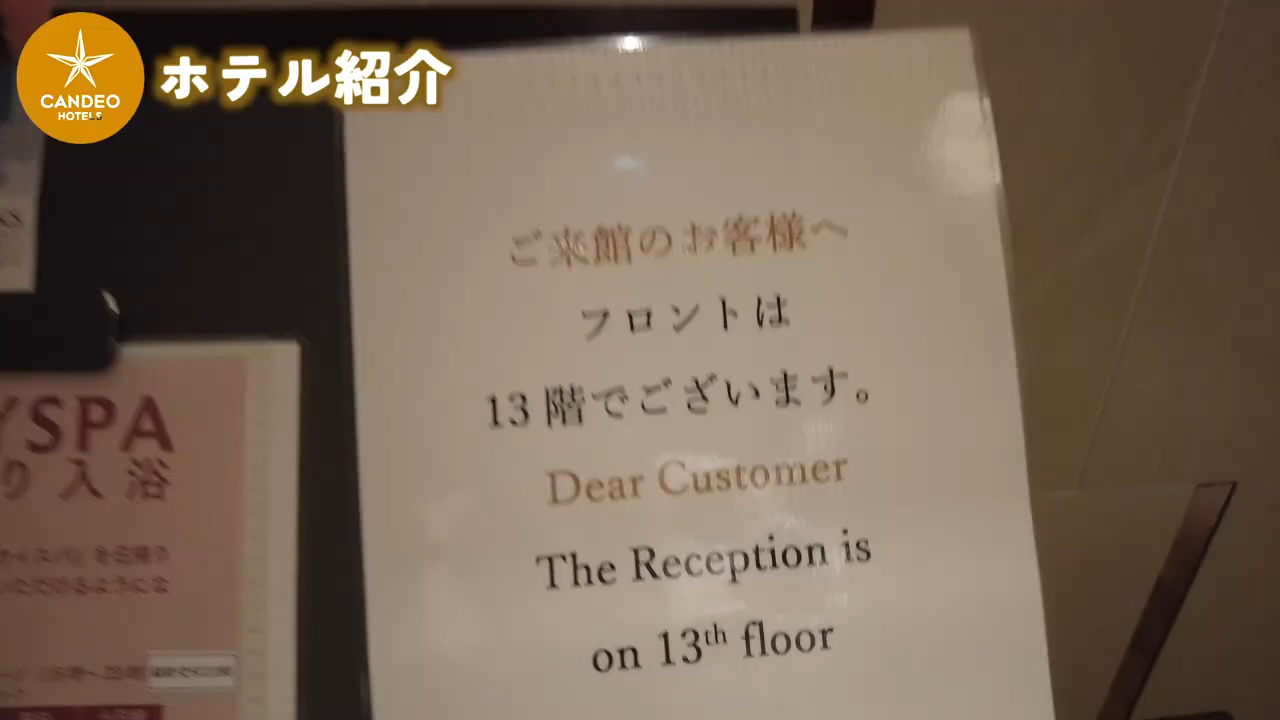 CANDEO
HOTELS
ホテル紹介
ご来館のお客様へ
フロントは
13階でございます。
Dear Customer
The Reception is
on 13th floor
YSPA
り入浴